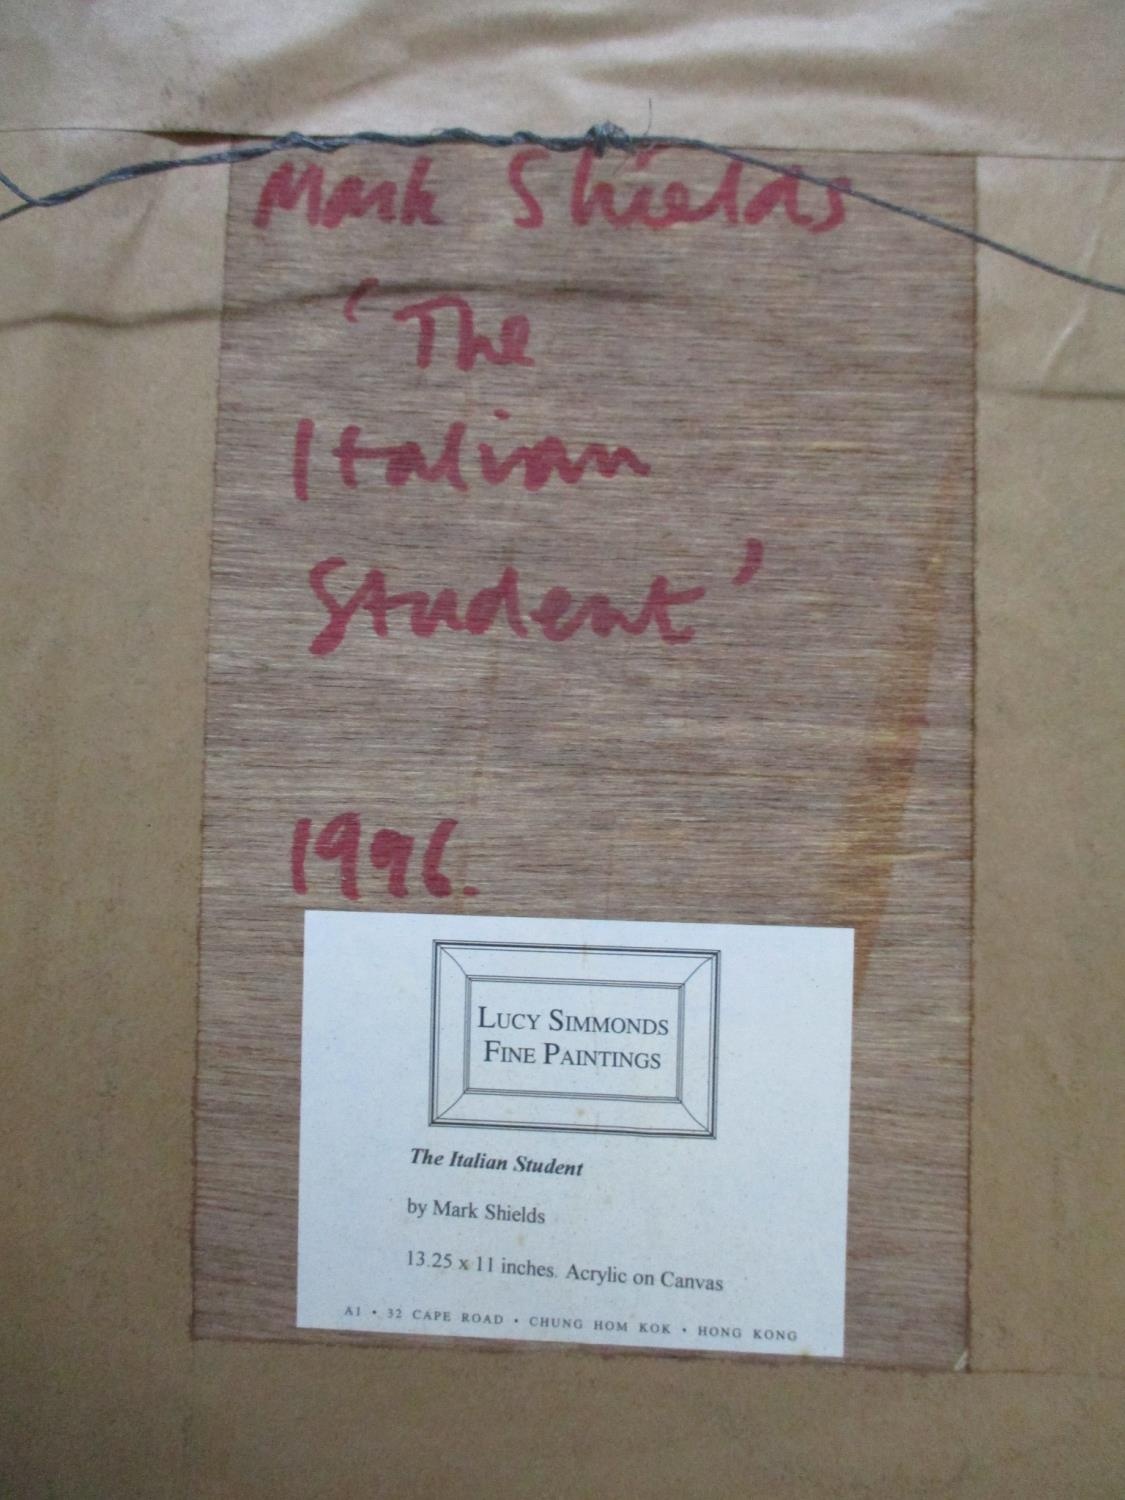 Mark Shields
'The
Italian
Student'
1996.
LUCY SIMMONDS
FINE PAINTINGS
The Italian Student
by Mark Shields
13.25 x 11 inches. Acrylic on Canvas
A1 • 32 CAPE ROAD • CHUNG HOM KOK • HONG KONG